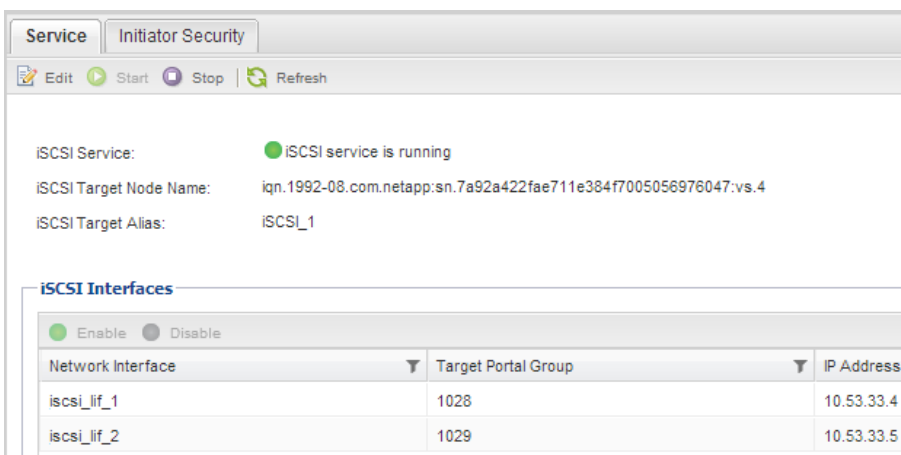 Service Initiator Security
Edit Start Stop Refresh
iSCSI Service: iSCSI service is running
iSCSI Target Node Name: iqn.1992-08.com.netapp:sn.7a92a422fae711e384f7005056976047:vs.4
iSCSI Target Alias: iSCSI_1
iSCSI Interfaces
Enable Disable
Network Interface Target Portal Group IP Address
iscsi_lif_1 1028 10.53.33.4
iscsi_lif_2 1029 10.53.33.5